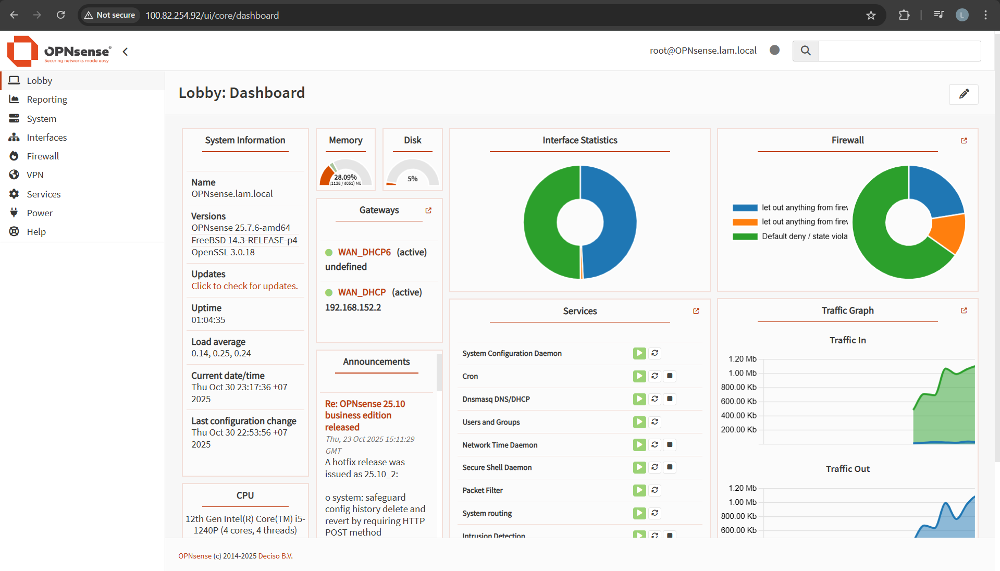 Not secure
100.82.254.92/ui/core/dashboard
L
OPNsense®
Securing networks made easy
root@OPNsense.lam.local
Lobby
Reporting
System
Interfaces
Firewall
VPN
Services
Power
Help
Lobby: Dashboard
System Information
Name
OPNsense.lam.local
Versions
OPNsense 25.7.6-amd64
FreeBSD 14.3-RELEASE-p4
OpenSSL 3.0.18
Updates
Click to check for updates.
Uptime
01:04:35
Load average
0.14, 0.25, 0.24
Current date/time
Thu Oct 30 23:17:36 +07
2025
Last configuration change
Thu Oct 30 22:53:56 +07
2025
CPU
12th Gen Intel(R) Core(TM) i5-
1240P (4 cores, 4 threads)
Memory
28.09%
(1138 / 4051) MB
Disk
5%
Gateways
WAN_DHCP6 (active)
undefined
WAN_DHCP (active)
192.168.152.2
Announcements
Re: OPNsense 25.10
business edition
released
Thu, 23 Oct 2025 15:11:29
GMT
A hotfix release was
issued as 25.10_2:
o system: safeguard
config history delete and
revert by requiring HTTP
POST method
Interface Statistics
Services
System Configuration Daemon
Cron
Dnsmasq DNS/DHCP
Users and Groups
Network Time Daemon
Secure Shell Daemon
Packet Filter
System routing
Intrusion Detection
Firewall
let out anything from firew
let out anything from firew
Default deny / state viola
Traffic Graph
Traffic In
1.20 Mb
1.00 Mb
800.00 Kb
600.00 Kb
400.00 Kb
200.00 Kb
Traffic Out
1.20 Mb
1.00 Mb
800.00 Kb
600.00 Kb
OPNsense (c) 2014-2025 Deciso B.V.